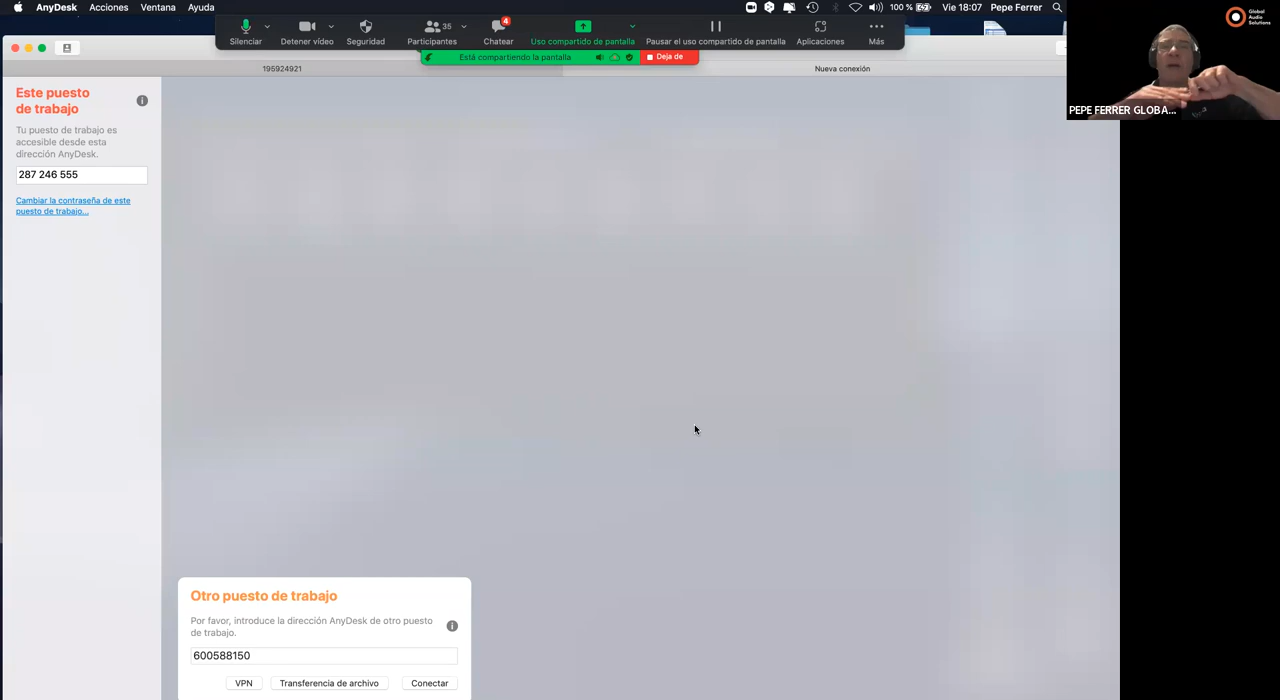 AnyDesk Acciones Ventana Ayuda
100 % Vie 18:07 Pepe Ferrer
Silenciar
Detener vídeo
Seguridad
35
Participantes
4
Chatear
Uso compartido de pantalla
Pausar el uso compartido de pantalla
Aplicaciones
Más
Está compartiendo la pantalla
Deja de
195924921
Nueva conexión
Global
Audio
Solutions
PEPE FERRER GLOBA...
Este puesto
de trabajo
Tu puesto de trabajo es
accesible desde esta
dirección AnyDesk.
287 246 555
Cambiar la contraseña de este
puesto de trabajo...
Otro puesto de trabajo
Por favor, introduce la dirección AnyDesk de otro puesto
de trabajo.
600588150
VPN
Transferencia de archivo
Conectar